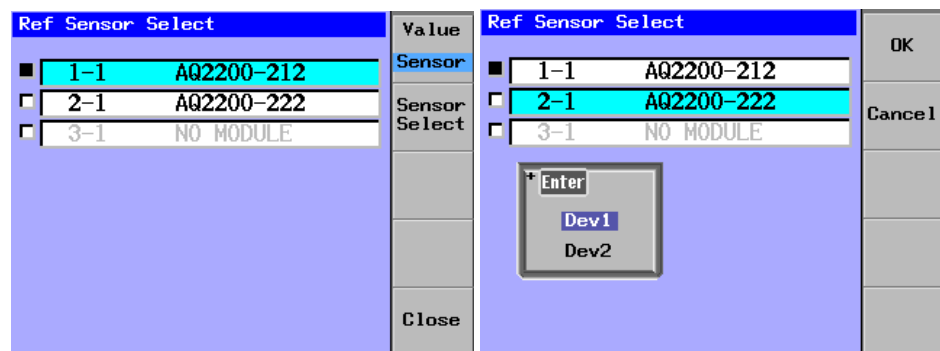 Ref Sensor Select
1-1 AQ2200-212
2-1 AQ2200-222
3-1 NO MODULE
Value
Sensor
Sensor
Select
Close
Ref Sensor Select
1-1 AQ2200-212
2-1 AQ2200-222
3-1 NO MODULE
+ Enter
Dev1
Dev2
OK
Cancel